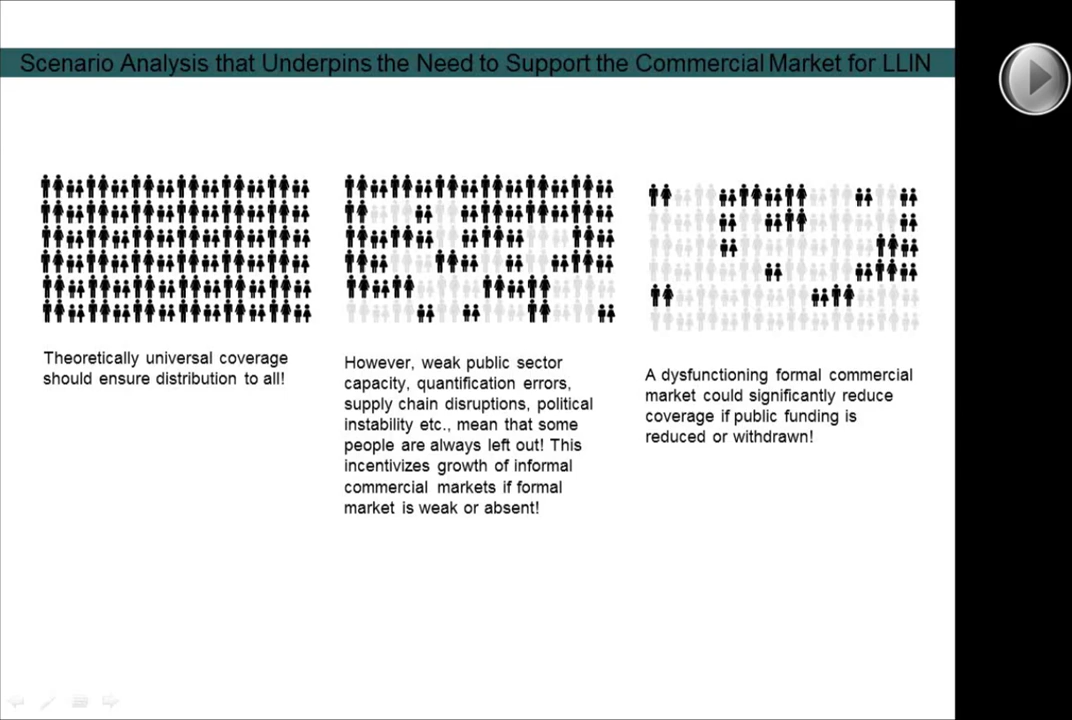 Scenario Analysis that Underpins the Need to Support the Commercial Market for LLIN
Theoretically universal coverage
should ensure distribution to all!
However, weak public sector
capacity, quantification errors,
supply chain disruptions, political
instability etc., mean that some
people are always left out! This
incentivizes growth of informal
commercial markets if formal
market is weak or absent!
A dysfunctioning formal commercial
market could significantly reduce
coverage if public funding is
reduced or withdrawn!